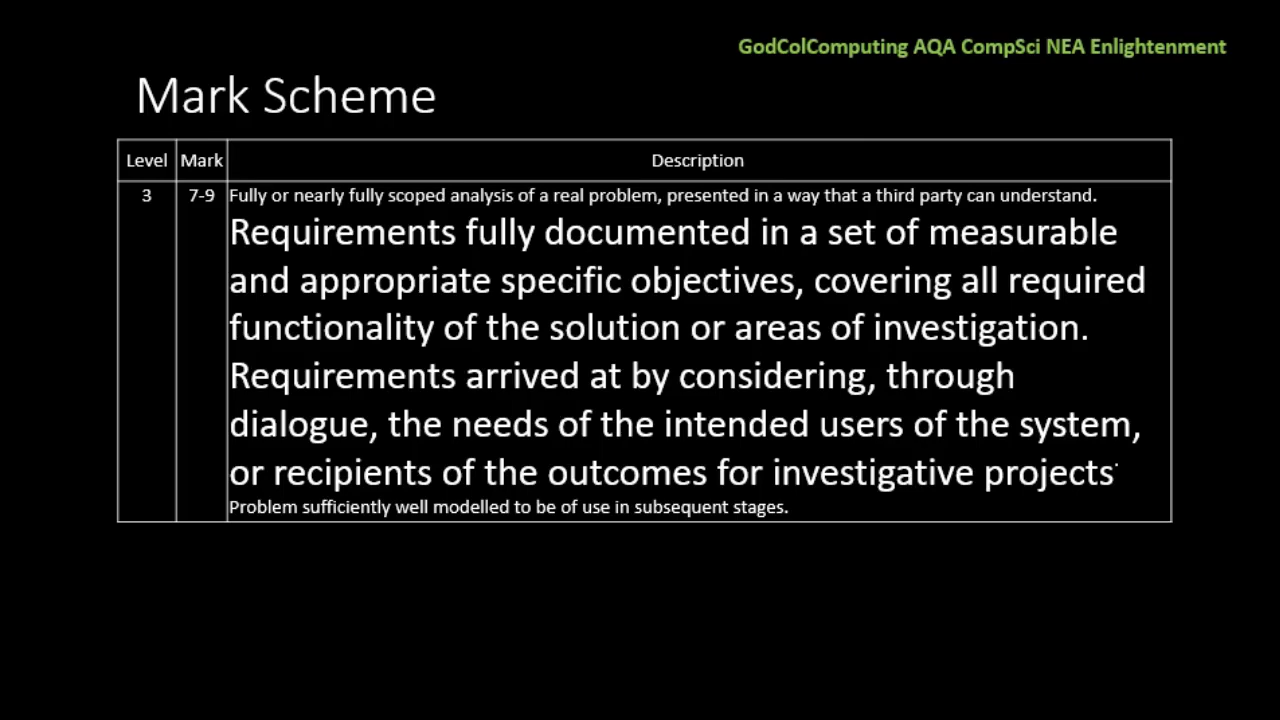 GodColComputing AQA CompSci NEA Enlightenment
Mark Scheme
Level Mark Description
3 7-9 Fully or nearly fully scoped analysis of a real problem, presented in a way that a third party can understand.
Requirements fully documented in a set of measurable
and appropriate specific objectives, covering all required
functionality of the solution or areas of investigation.
Requirements arrived at by considering, through
dialogue, the needs of the intended users of the system,
or recipients of the outcomes for investigative projects.
Problem sufficiently well modelled to be of use in subsequent stages.